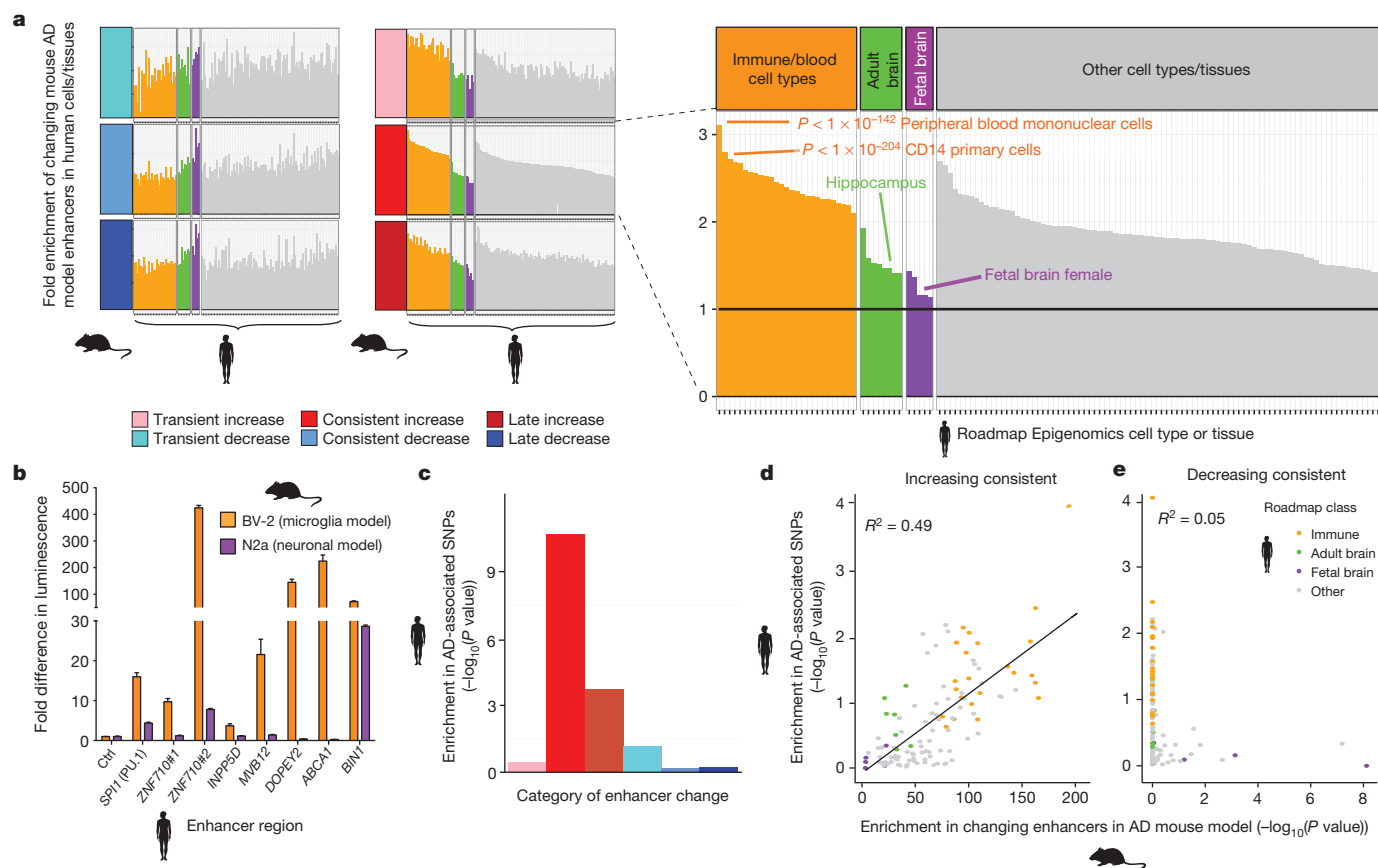 a
Fold enrichment of changing mouse AD
model enhancers in human cells/tissues
Immune/blood
cell types
Adult
brain
Fetal brain
Other cell types/tissues
3
2
1
0
P < 1 × 10⁻¹⁴² Peripheral blood mononuclear cells
P < 1 × 10⁻²⁰⁴ CD14 primary cells
Hippocampus
Fetal brain female
Roadmap Epigenomics cell type or tissue
Transient increase
Consistent increase
Late increase
Transient decrease
Consistent decrease
Late decrease
b
Fold difference in luminescence
500
400
300
200
100
30
20
10
0
BV-2 (microglia model)
N2a (neuronal model)
Ctrl
SPI1 (PU.1)
ZNF710#1
ZNF710#2
INPP5D
MVB12
DOPEY2
ABCA1
BIN1
Enhancer region
c
Enrichment in AD-associated SNPs
(–log₁₀(P value))
9
6
3
0
Category of enhancer change
d
Increasing consistent
R² = 0.49
Enrichment in AD-associated SNPs
(–log₁₀(P value))
4
3
2
1
0
0 50 100 150 200
e
Decreasing consistent
R² = 0.05
Roadmap class
Immune
Adult brain
Fetal brain
Other
4
3
2
1
0
0 2 4 6 8
Enrichment in changing enhancers in AD mouse model (–log₁₀(P value))